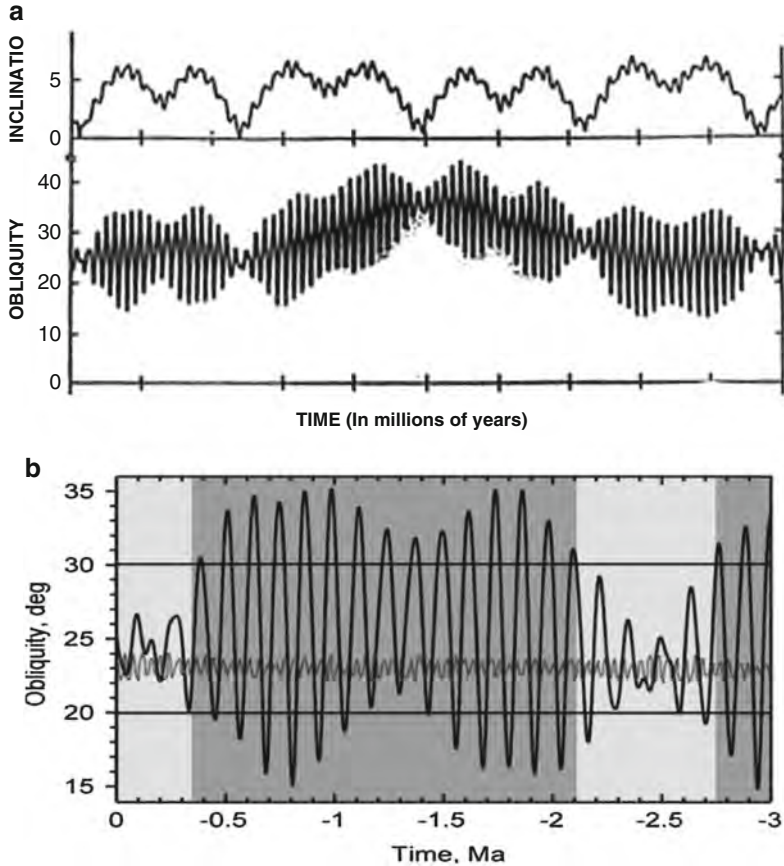 a
INCLINATIO
5
0
OBLIQUITY
40
30
20
10
0
TIME (In millions of years)
b
Obliquity, deg
35
30
25
20
15
0 -0.5 -1 -1.5 -2 -2.5 -3
Time, Ma